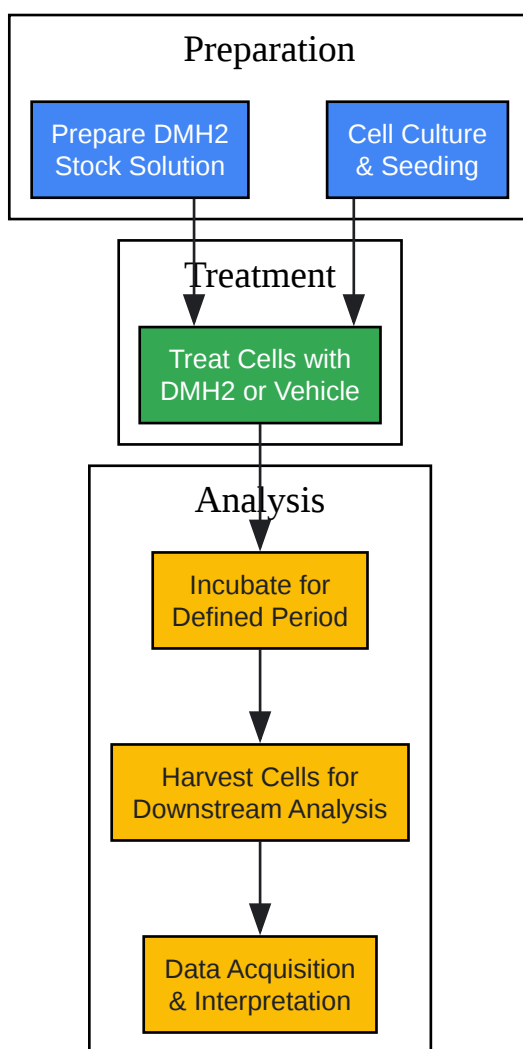 Preparation
Prepare DMH2
Stock Solution
Cell Culture
& Seeding
Treatment
Treat Cells with
DMH2 or Vehicle
Analysis
Incubate for
Defined Period
Harvest Cells for
Downstream Analysis
Data Acquisition
& Interpretation